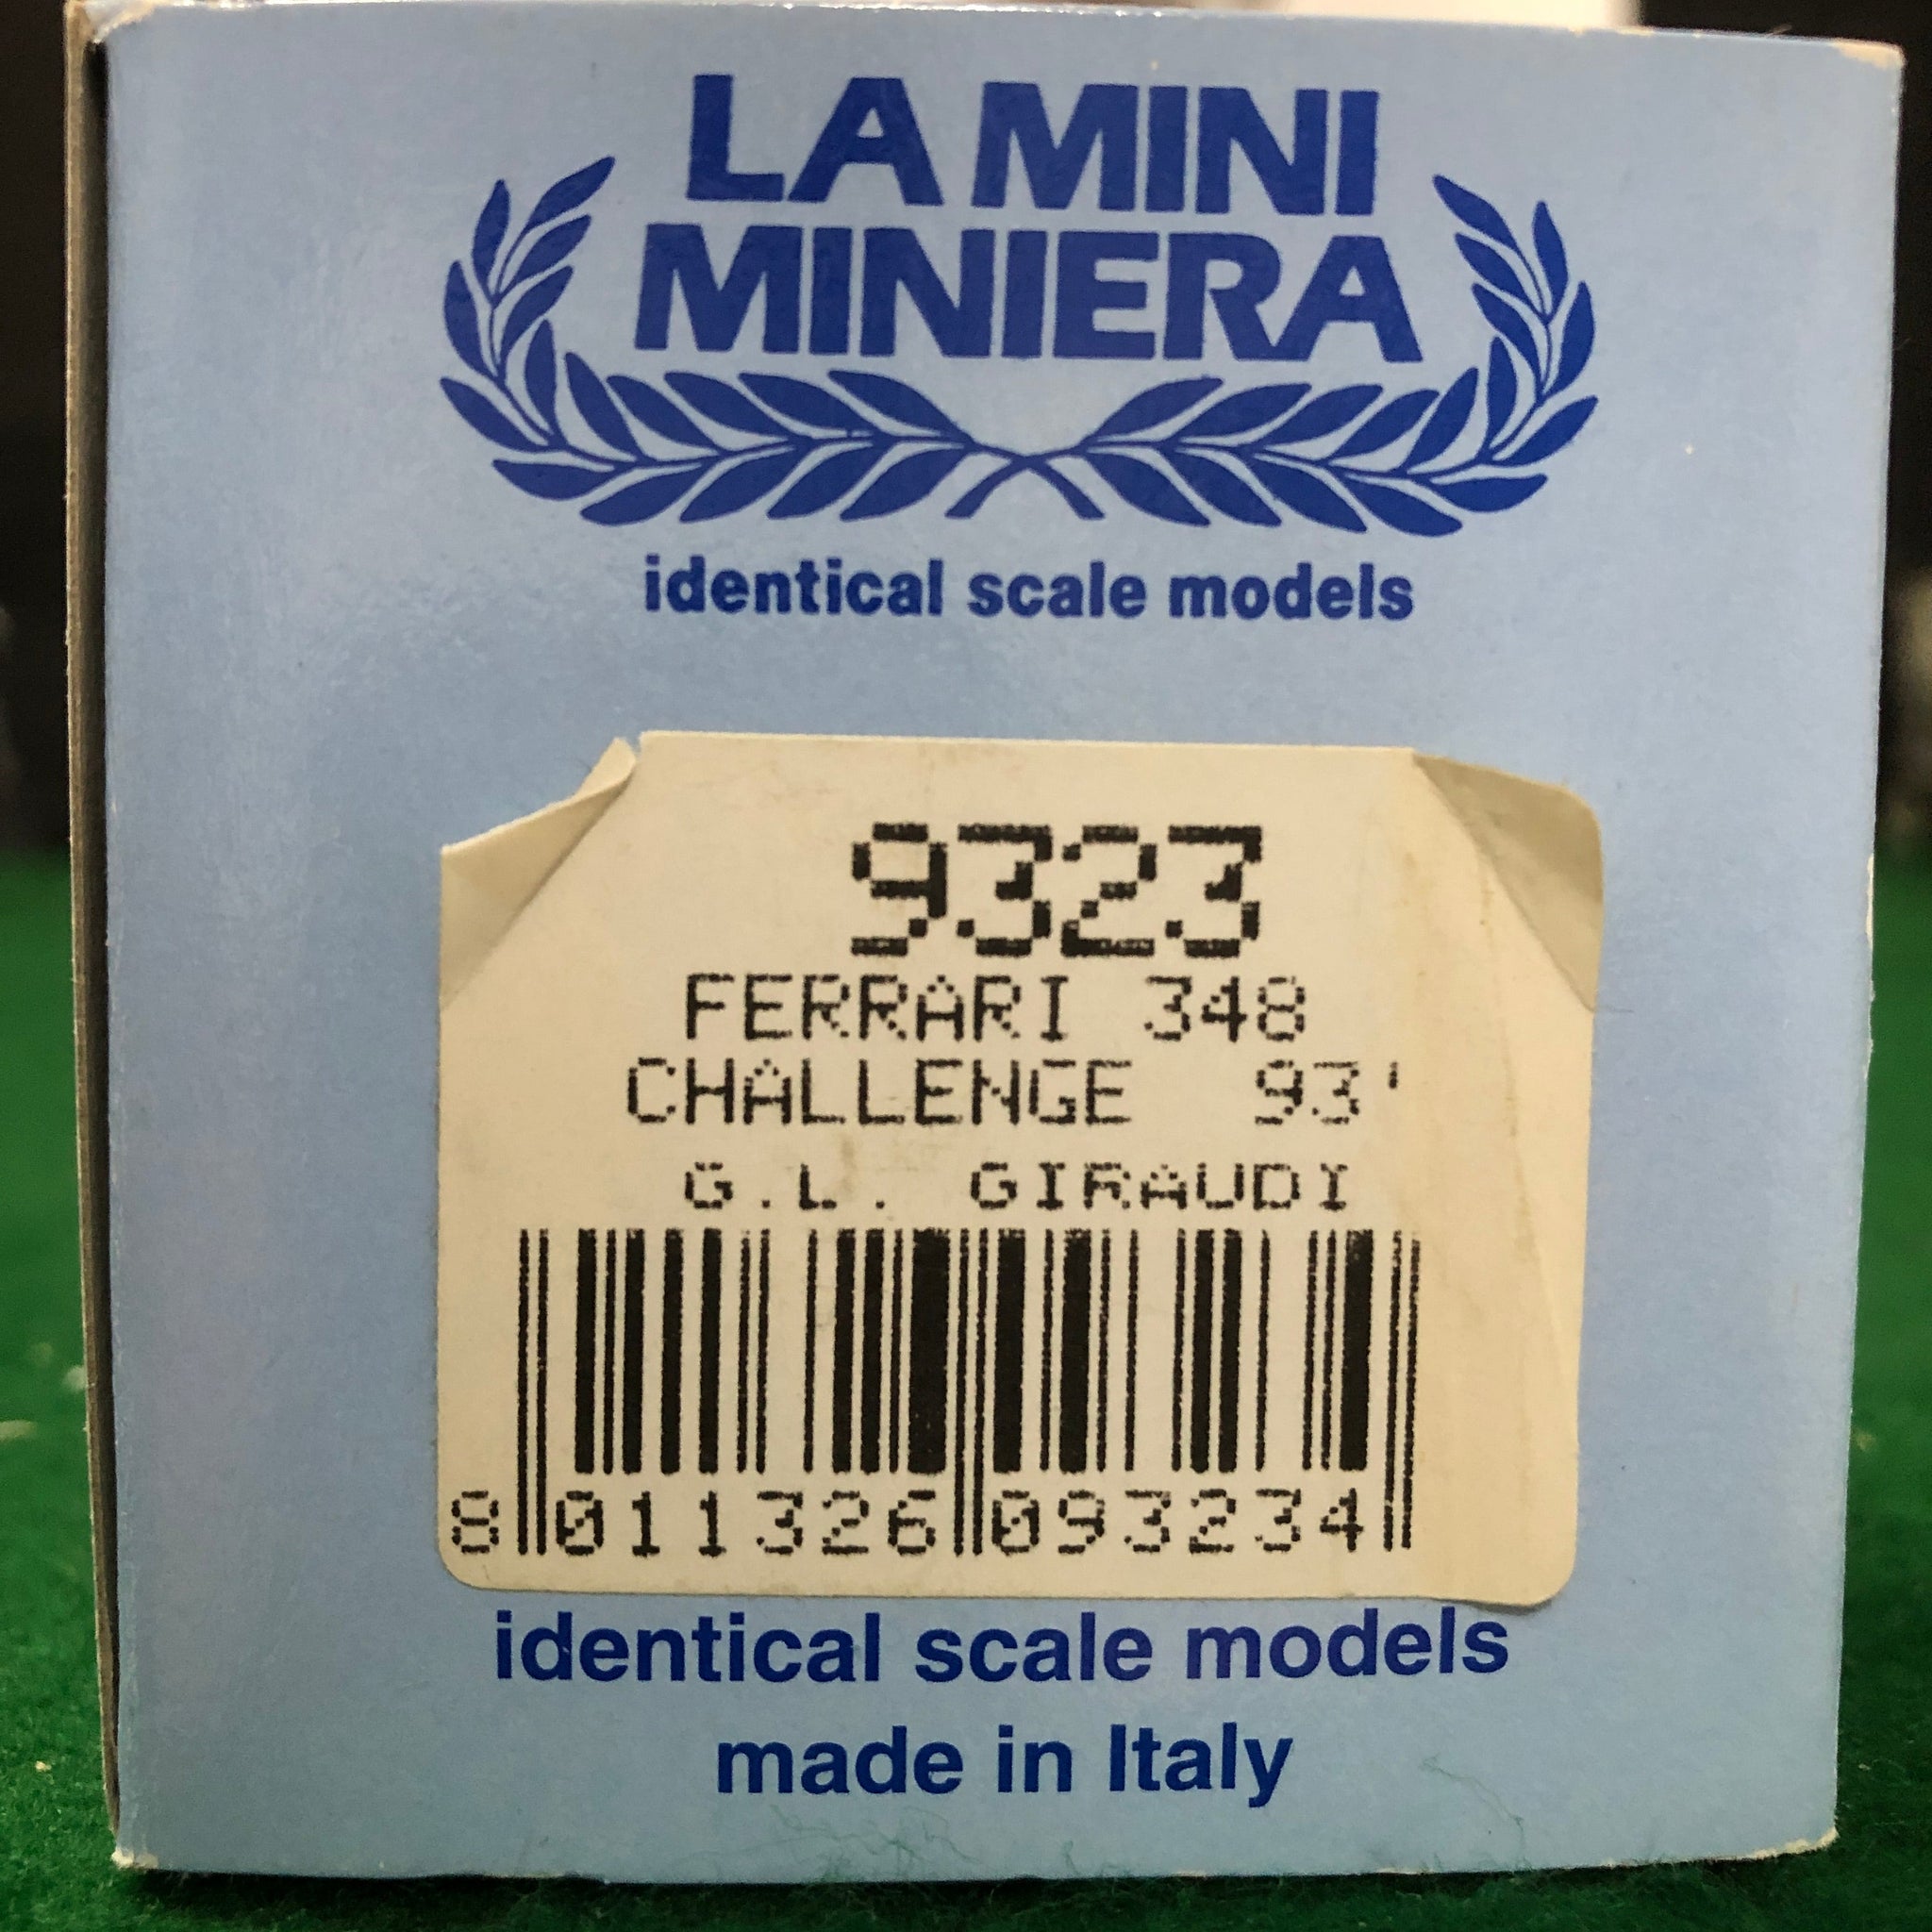 LA MINI
MINIERA
identical scale models
9323
FERRARI 348
CHALLENGE 93'
G.L. GIRAUDI
8 011326 093234
identical scale models
made in Italy